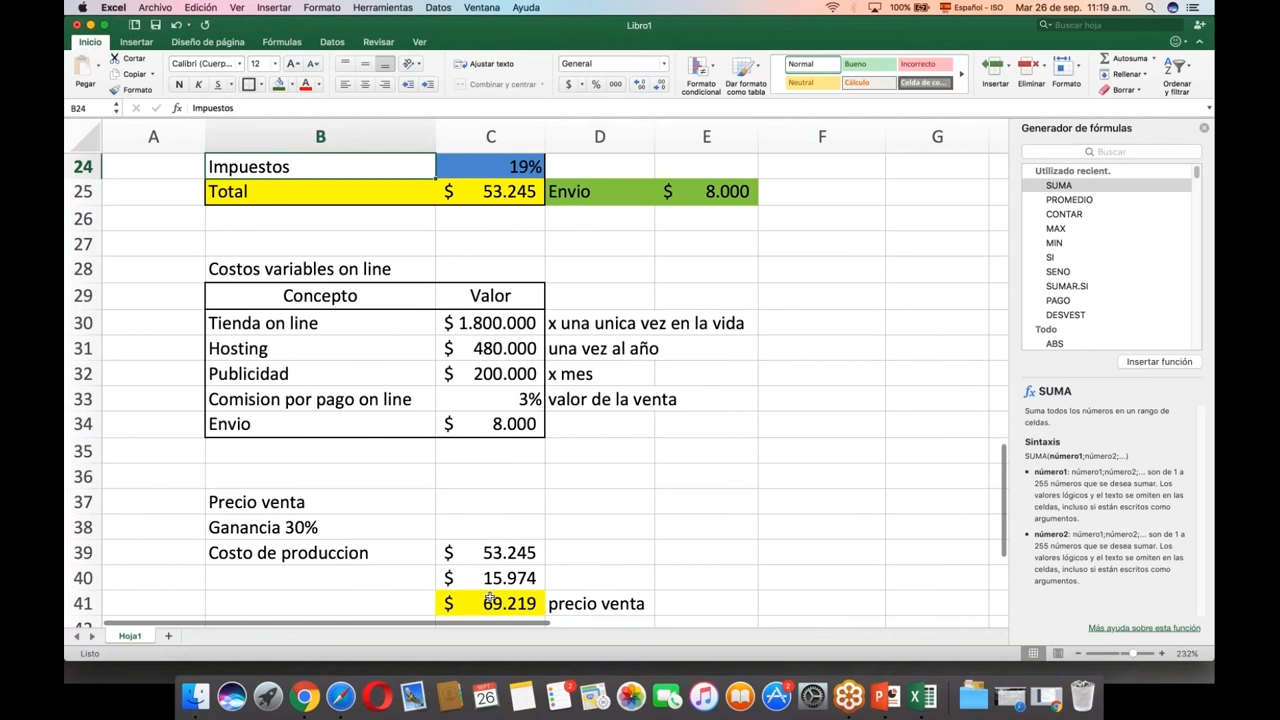 Excel Archivo Edición Ver Insertar Formato Herramientas Datos Ventana Ayuda 100% Español - ISO Mar 26 de sep. 11:19 a.m.
Libro1 Buscar hoja
Inicio Insertar Diseño de página Fórmulas Datos Revisar Ver
Pegar Cortar Copiar Formato
Calibri (Cuerp... 12 A A
N K S A
Ajustar texto
Combinar y centrar
General
$ % 000
Formato condicional
Dar formato como tabla
Normal Bueno Incorrecto
Neutral Cálculo Celda de co...
Insertar Eliminar Formato
Autosuma
Rellenar
Borrar
Ordenar y filtrar
B24 fx Impuestos
A B C D E F G
24 Impuestos 19%
25 Total $ 53.245 Envio $ 8.000
26
27
28 Costos variables on line
29 Concepto Valor
30 Tienda on line $ 1.800.000 x una unica vez en la vida
31 Hosting $ 480.000 una vez al año
32 Publicidad $ 200.000 x mes
33 Comision por pago on line 3% valor de la venta
34 Envio $ 8.000
35
36
37 Precio venta
38 Ganancia 30%
39 Costo de produccion $ 53.245
40 $ 15.974
41 $ 69.219 precio venta
Generador de fórmulas
Buscar
Utilizado recient.
SUMA
PROMEDIO
CONTAR
MAX
MIN
SI
SENO
SUMAR.SI
PAGO
DESVEST
Todo
ABS
Insertar función
fx SUMA
Suma todos los números en un rango de
celdas.
Sintaxis
SUMA(número1;número2;...)
• número1: número1;número2;... son de 1 a
255 números que se desea sumar. Los
valores lógicos y el texto se omiten en las
celdas, incluso si están escritos como
argumentos.
• número2: número1;número2;... son de 1 a
255 números que se desea sumar. Los
valores lógicos y el texto se omiten en las
celdas, incluso si están escritos como
argumentos.
Más ayuda sobre esta función
Hoja1 +
Listo 232%
SEPT
26
2
2